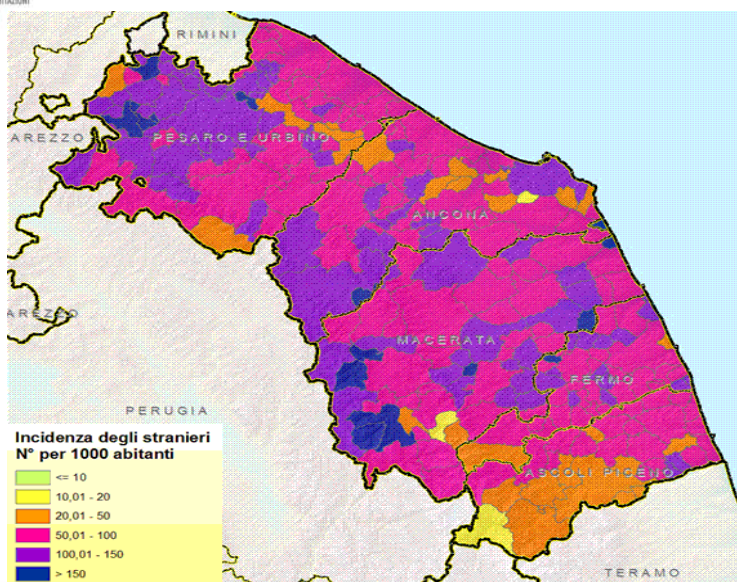 RIMINI
AREZZO
PESARO E URBINO
ANCONA
AREZZO
MACERATA
FERMO
PERUGIA
ASCOLI PICENO
TERAMO
Incidenza degli stranieri
N° per 1000 abitanti
<= 10
10,01 - 20
20,01 - 50
50,01 - 100
100,01 - 150
> 150